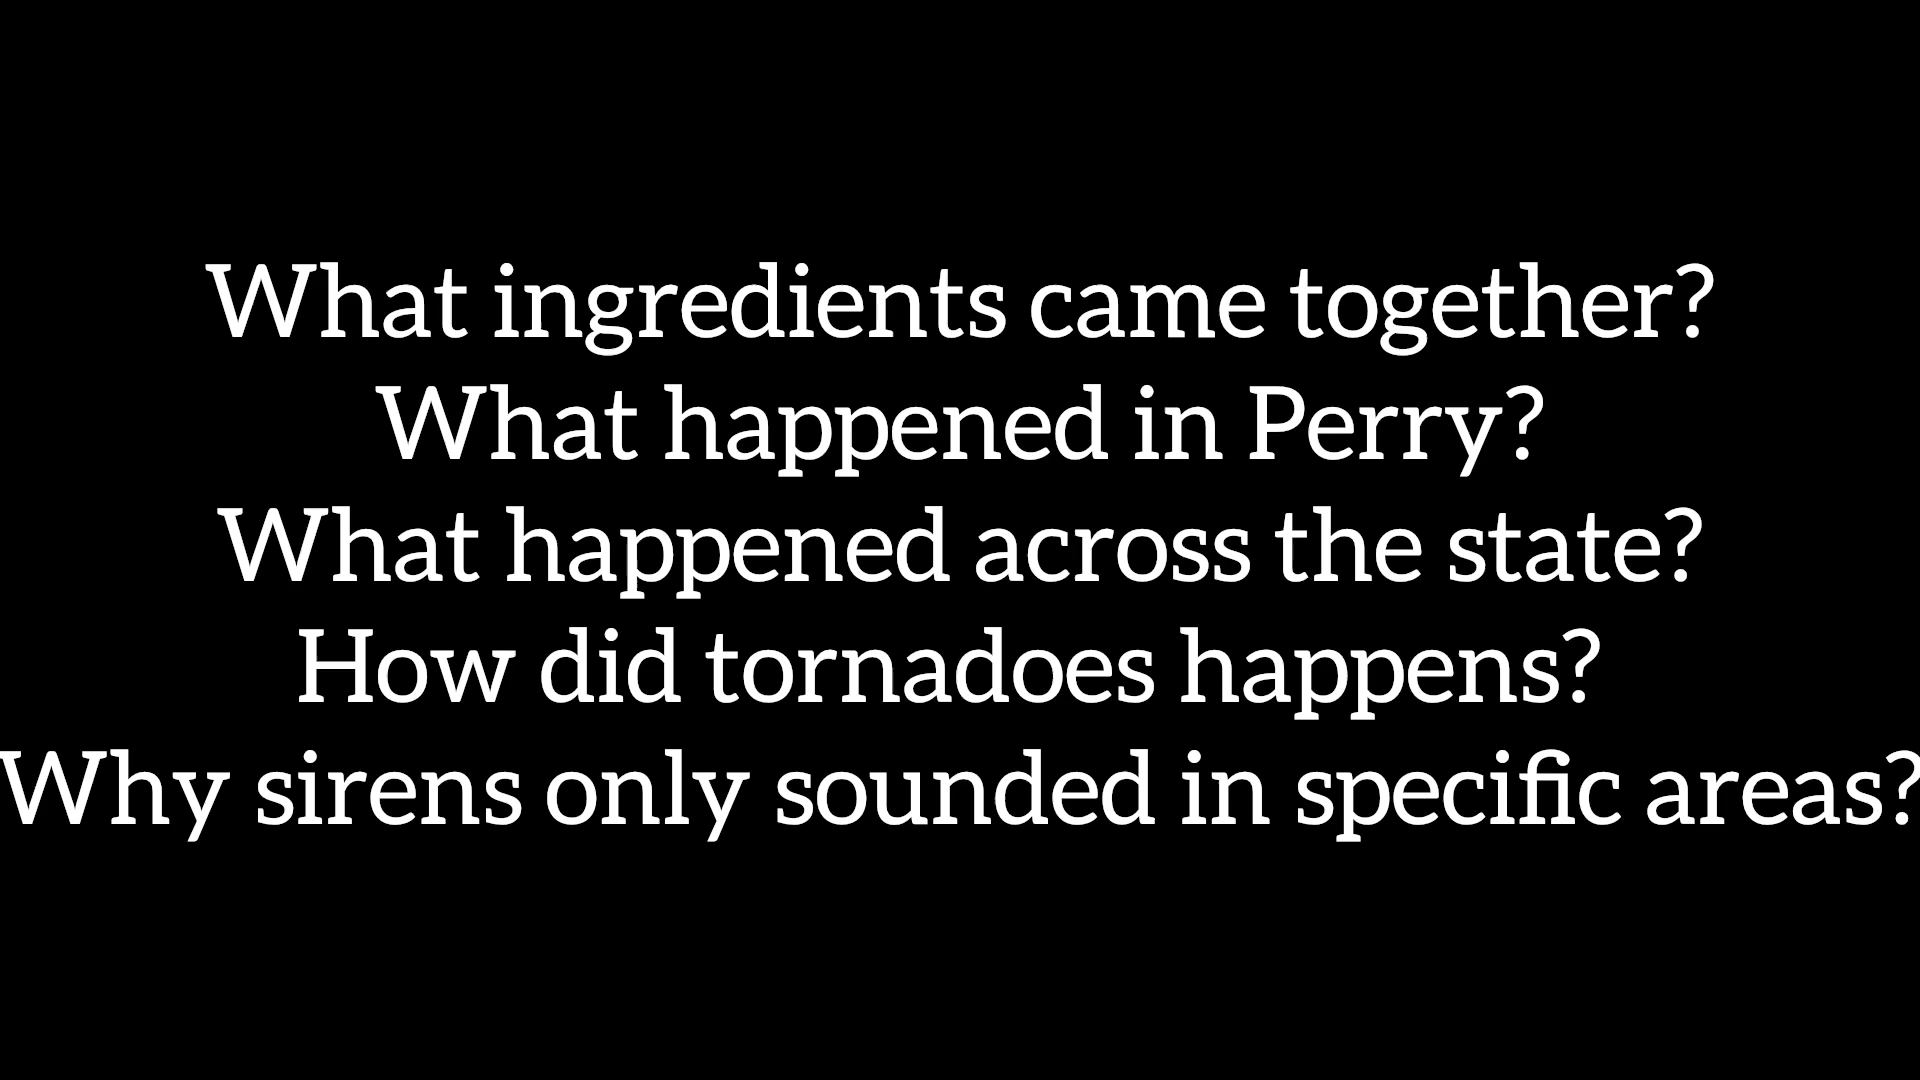 What ingredients came together?
What happened in Perry?
What happened across the state?
How did tornadoes happens?
Why sirens only sounded in specific areas?